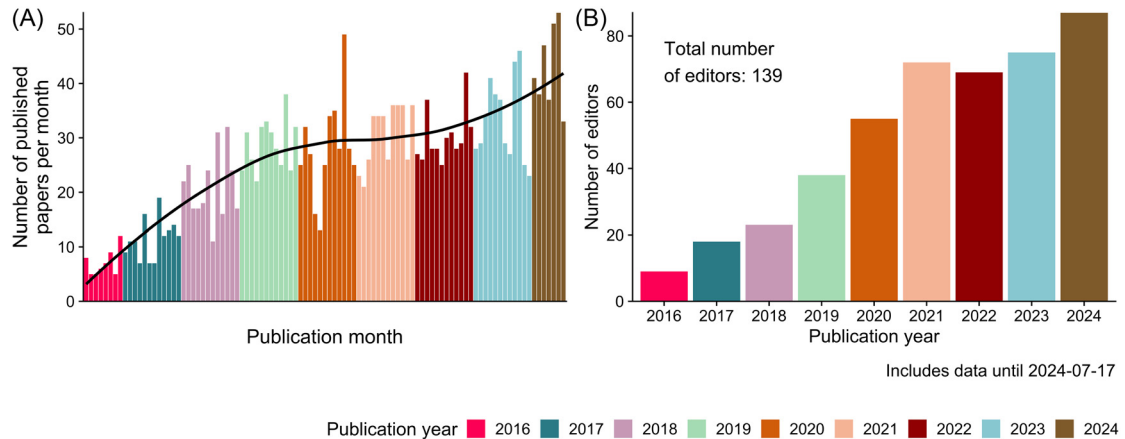 (A)
Number of published
papers per month
50
40
30
20
10
0
Publication month
(B)
Number of editors
80
60
40
20
0
Total number
of editors: 139
2016 2017 2018 2019 2020 2021 2022 2023 2024
Publication year
Includes data until 2024-07-17
Publication year 2016 2017 2018 2019 2020 2021 2022 2023 2024